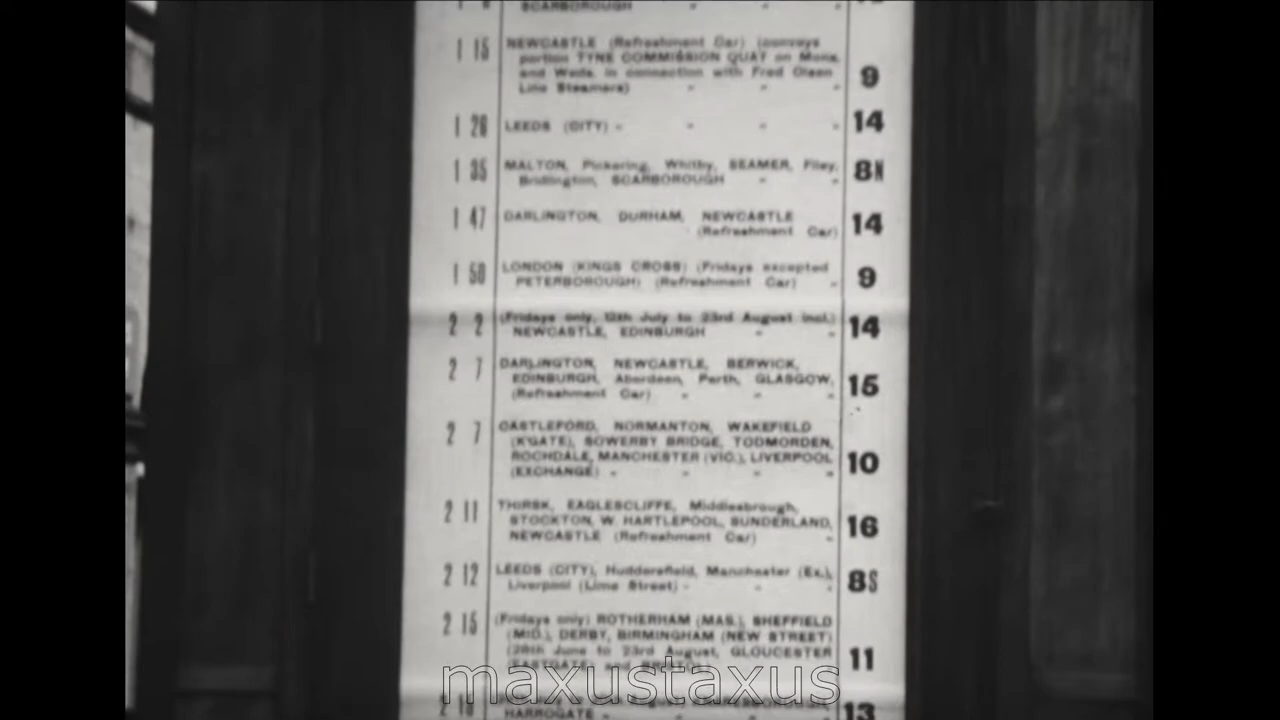 SCARBOROUGH " " "
1 15 NEWCASTLE (Refreshment Car) (conveys
portion TYNE COMMISSION QUAY on Mons.
and Weds. in connection with Fred Olsen
Line Steamers) " " " 9
1 28 LEEDS (CITY) " " " " 14
1 35 MALTON, Pickering, Whitby, SEAMER, Filey,
Bridlington, SCARBOROUGH " " 8N
1 47 DARLINGTON, DURHAM, NEWCASTLE
(Refreshment Car) 14
1 50 LONDON (KINGS CROSS) (Fridays excepted
PETERBOROUGH) (Refreshment Car) " 9
2 2 (Fridays only, 12th July to 23rd August incl.)
NEWCASTLE, EDINBURGH " " 14
2 7 DARLINGTON, NEWCASTLE, BERWICK,
EDINBURGH, Aberdeen, Perth, GLASGOW,
(Refreshment Car) " " " 15
2 7 CASTLEFORD, NORMANTON, WAKEFIELD
(K'GATE), SOWERBY BRIDGE, TODMORDEN,
ROCHDALE, MANCHESTER (VIC.), LIVERPOOL
(EXCHANGE) " " " " 10
2 11 THIRSK, EAGLESCLIFFE, Middlesbrough,
STOCKTON, W. HARTLEPOOL, SUNDERLAND,
NEWCASTLE (Refreshment Car) " 16
2 12 LEEDS (CITY), Huddersfield, Manchester (Ex.),
Liverpool (Lime Street) " " " 8S
2 15 (Fridays only) ROTHERHAM (MAS.), SHEFFIELD
(MID.), DERBY, BIRMINGHAM (NEW STREET)
(28th June to 23rd August, GLOUCESTER
(EASTGATE) and BRISTOL) 11
maxustaxus
HARROGATE " " " " 13